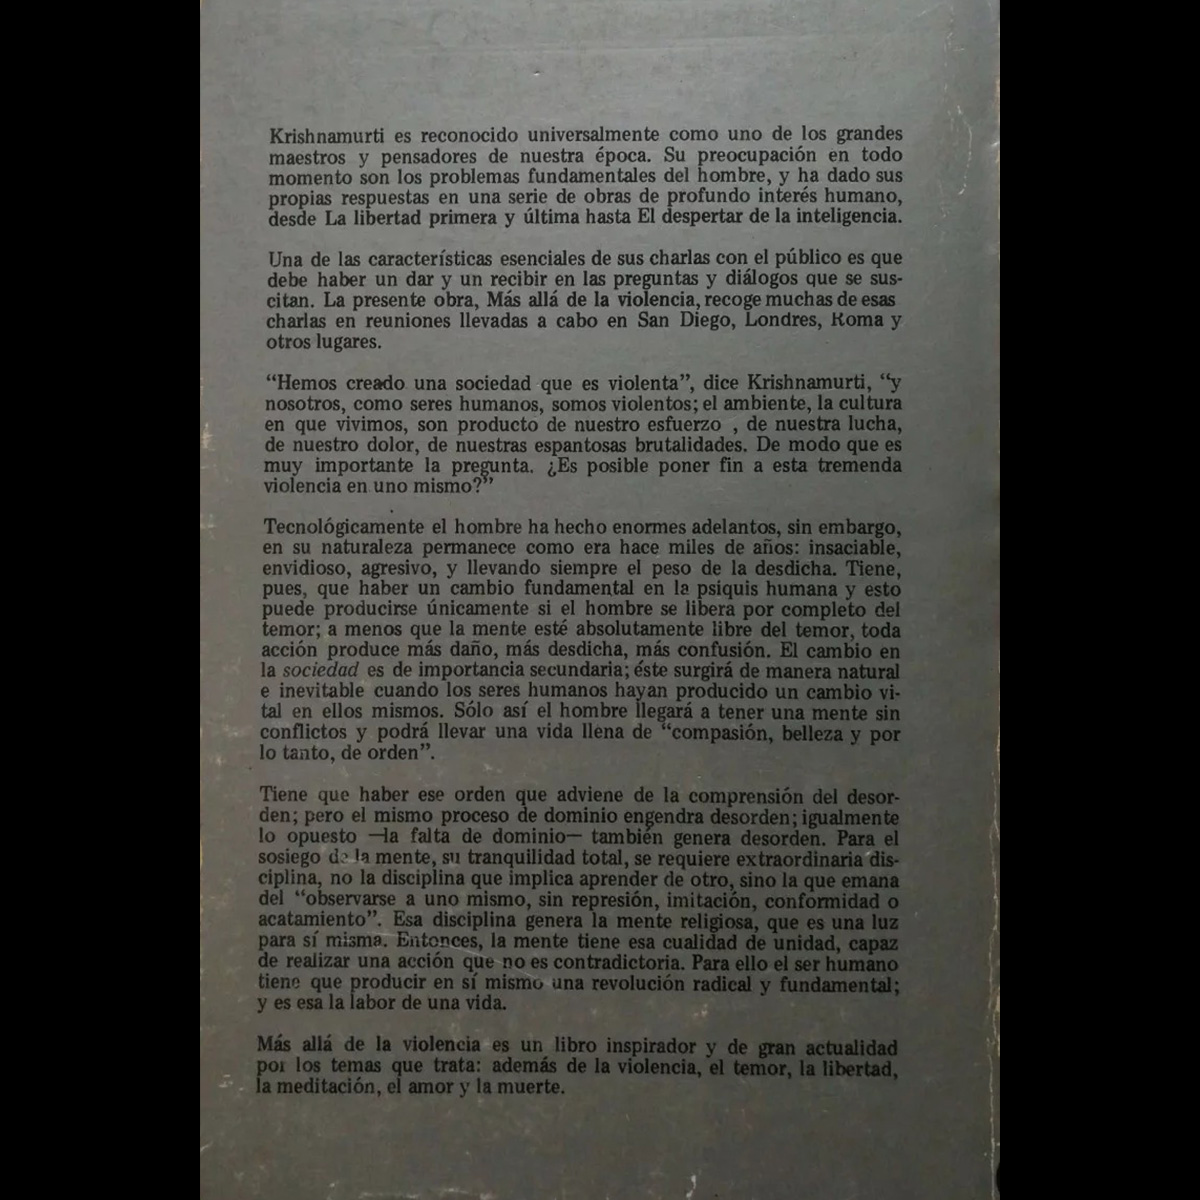 Krishnamurti es reconocido universalmente como uno de los grandes
maestros y pensadores de nuestra época. Su preocupación en todo
momento son los problemas fundamentales del hombre, y ha dado sus
propias respuestas en una serie de obras de profundo interés humano,
desde La libertad primera y última hasta El despertar de la inteligencia.
Una de las características esenciales de sus charlas con el público es que
debe haber un dar y un recibir en las preguntas y diálogos que se sus-
citan. La presente obra, Más allá de la violencia, recoge muchas de esas
charlas en reuniones llevadas a cabo en San Diego, Londres, Roma y
otros lugares.
“Hemos creado una sociedad que es violenta”, dice Krishnamurti, “y
nosotros, como seres humanos, somos violentos; el ambiente, la cultura
en que vivimos, son producto de nuestro esfuerzo , de nuestra lucha,
de nuestro dolor, de nuestras espantosas brutalidades. De modo que es
muy importante la pregunta. ¿Es posible poner fin a esta tremenda
violencia en uno mismo?”
Tecnológicamente el hombre ha hecho enormes adelantos, sin embargo,
en su naturaleza permanece como era hace miles de años: insaciable,
envidioso, agresivo, y llevando siempre el peso de la desdicha. Tiene,
pues, que haber un cambio fundamental en la psiquis humana y esto
puede producirse únicamente si el hombre se libera por completo del
temor; a menos que la mente esté absolutamente libre del temor, toda
acción produce más daño, más desdicha, más confusión. El cambio en
la sociedad es de importancia secundaria; éste surgirá de manera natural
e inevitable cuando los seres humanos hayan producido un cambio vi-
tal en ellos mismos. Sólo así el hombre llegará a tener una mente sin
conflictos y podrá llevar una vida llena de “compasión, belleza y por
lo tanto, de orden”.
Tiene que haber ese orden que adviene de la comprensión del desor-
den; pero el mismo proceso de dominio engendra desorden; igualmente
lo opuesto —la falta de dominio— también genera desorden. Para el
sosiego de la mente, su tranquilidad total, se requiere extraordinaria dis-
ciplina, no la disciplina que implica aprender de otro, sino la que emana
del “observarse a uno mismo, sin represión, imitación, conformidad o
acatamiento”. Esa disciplina genera la mente religiosa, que es una luz
para sí misma. Entonces, la mente tiene esa cualidad de unidad, capaz
de realizar una acción que no es contradictoria. Para ello el ser humano
tiene que producir en sí mismo una revolución radical y fundamental;
y es esa la labor de una vida.
Más allá de la violencia es un libro inspirador y de gran actualidad
por los temas que trata: además de la violencia, el temor, la libertad,
la meditación, el amor y la muerte.